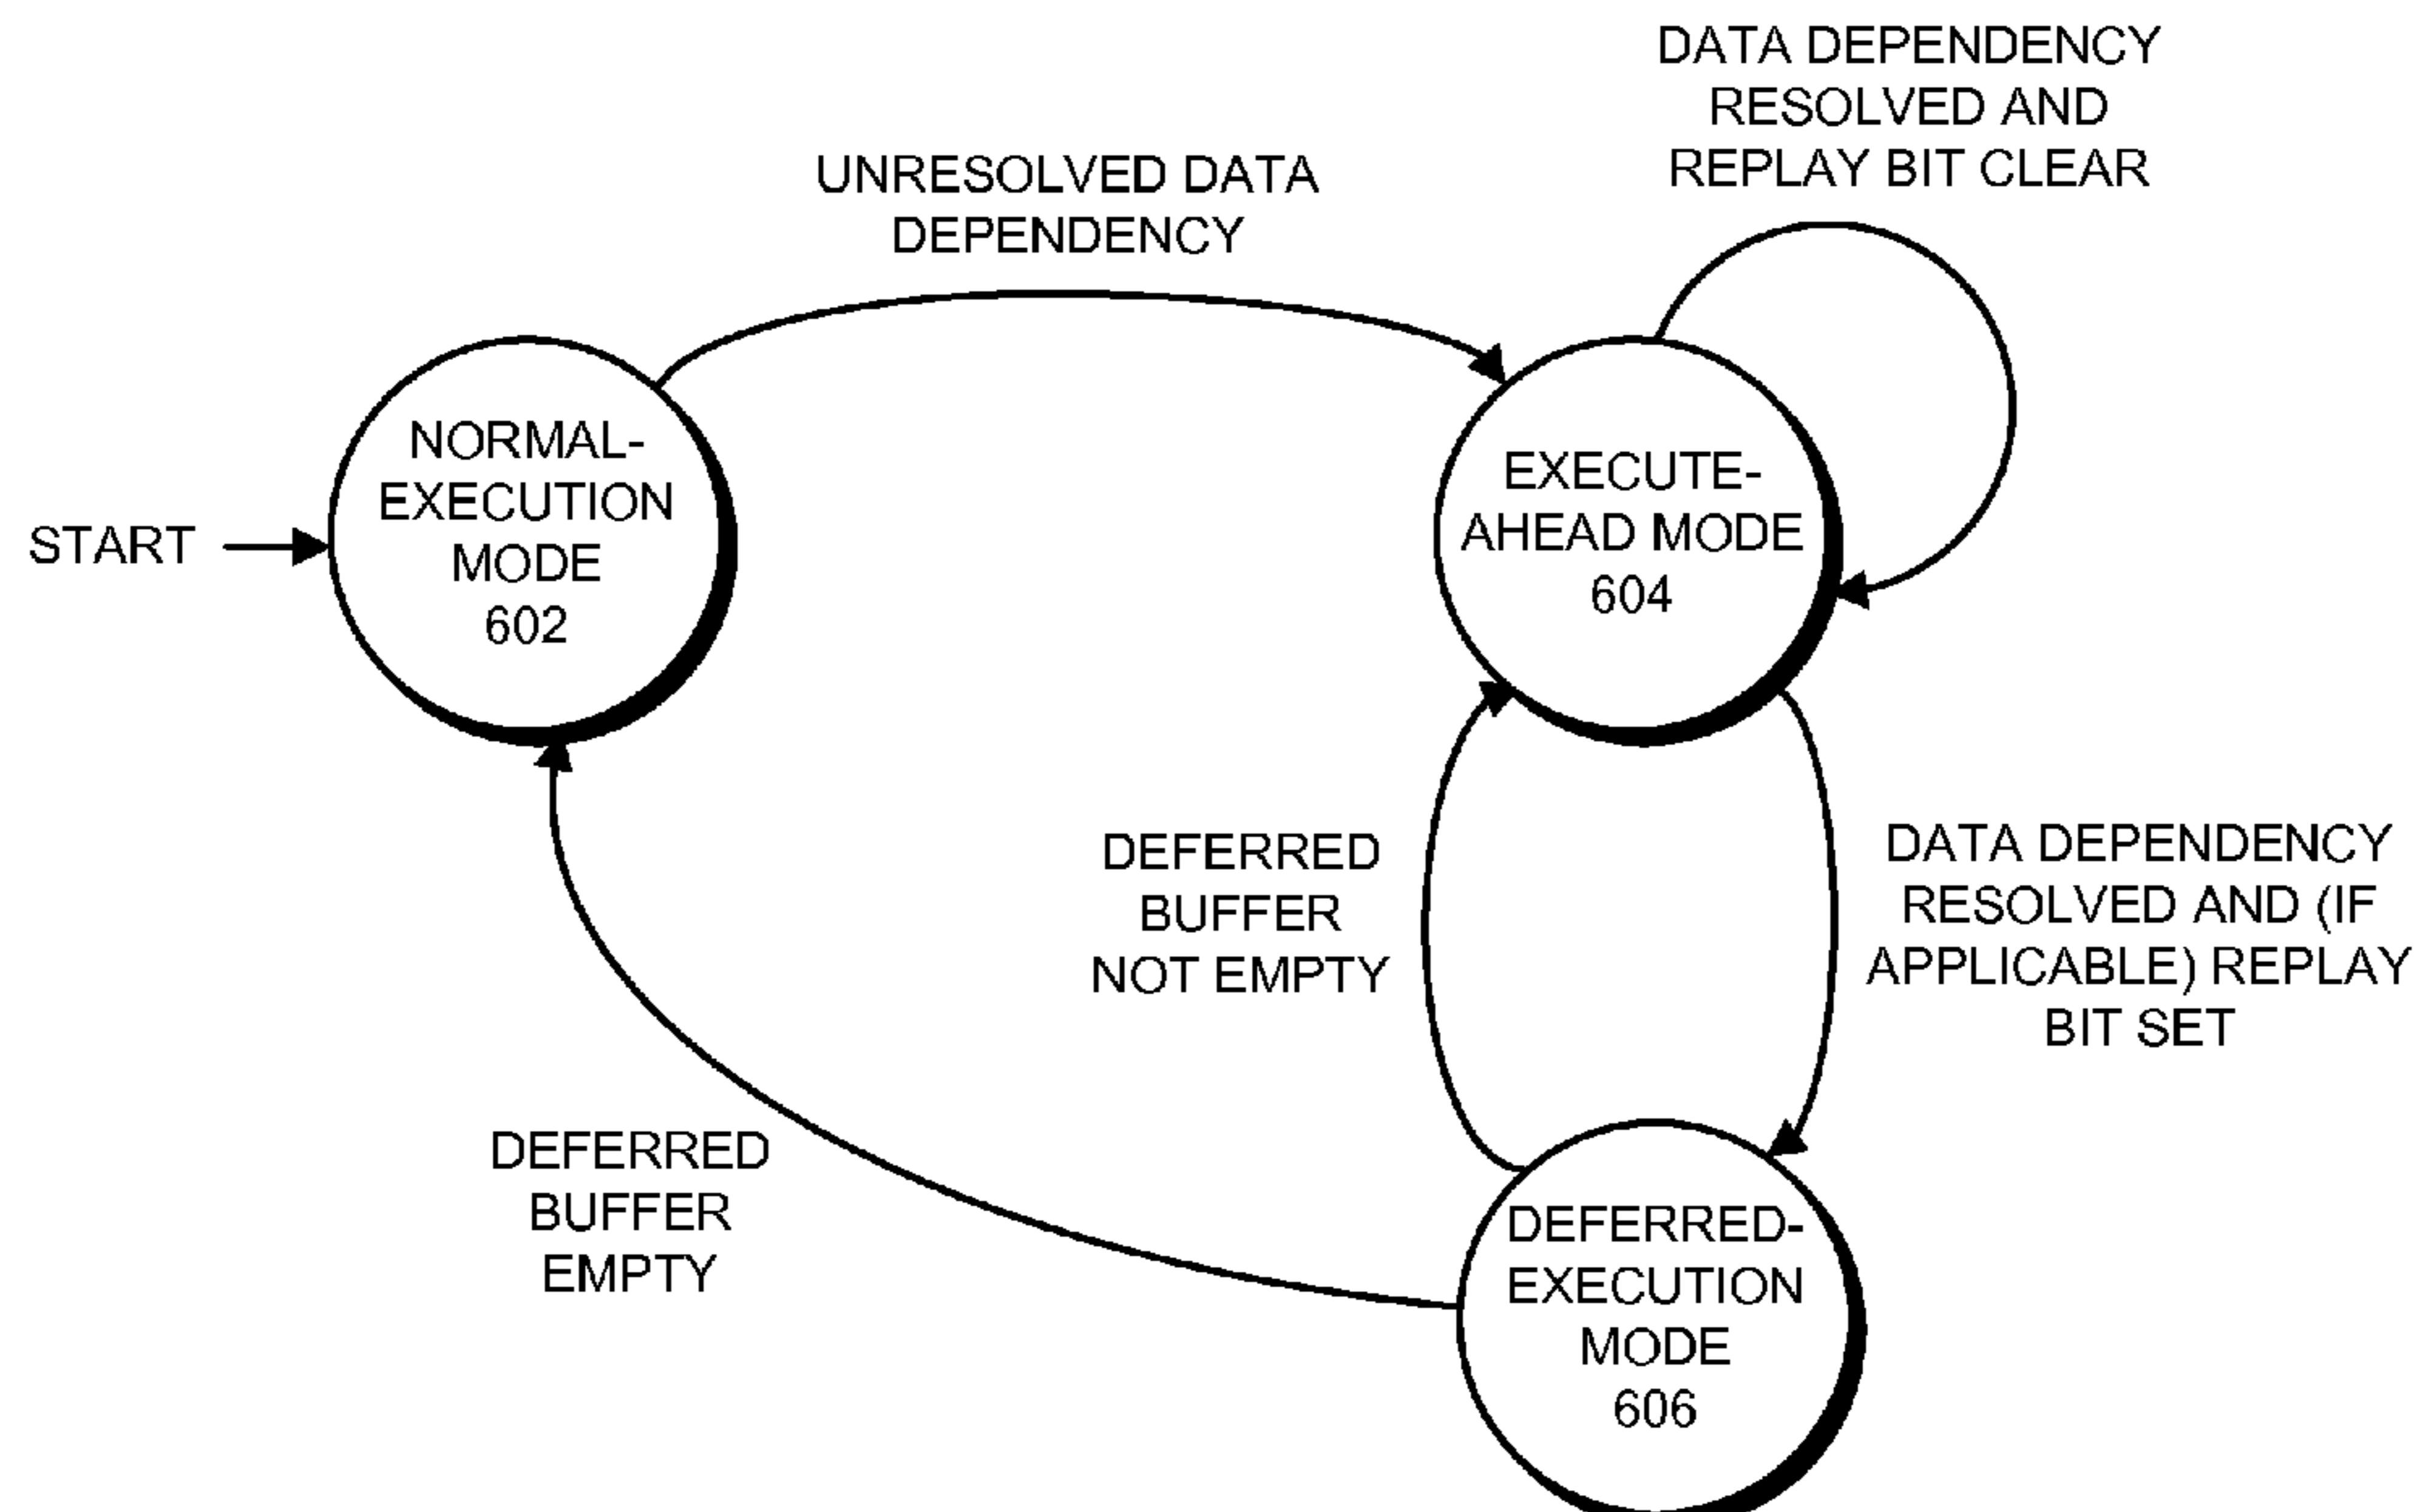 DATA DEPENDENCY
RESOLVED AND
REPLAY BIT CLEAR
UNRESOLVED DATA
DEPENDENCY
START
NORMAL-
EXECUTION
MODE
602
EXECUTE-
AHEAD MODE
604
DEFERRED
BUFFER
NOT EMPTY
DATA DEPENDENCY
RESOLVED AND (IF
APPLICABLE) REPLAY
BIT SET
DEFERRED
BUFFER
EMPTY
DEFERRED-
EXECUTION
MODE
606